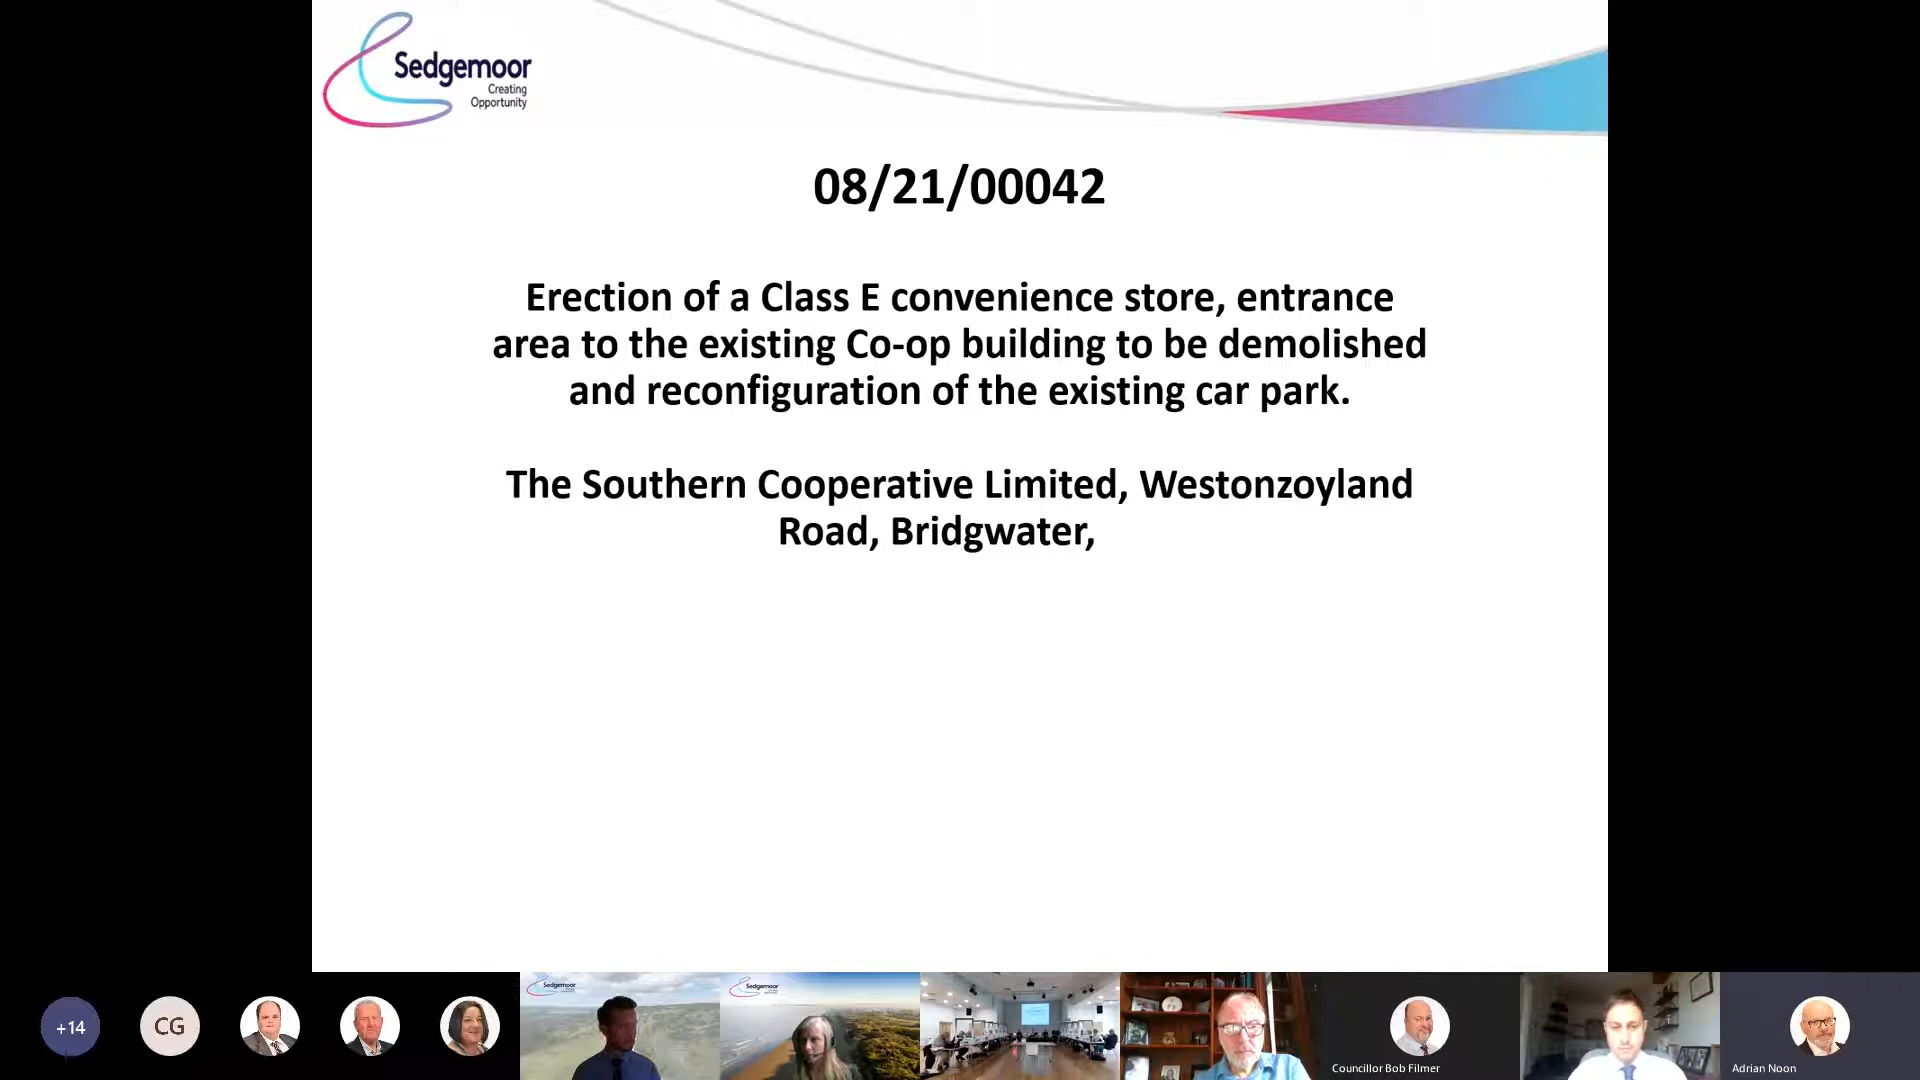 Sedgemoor
Creating
Opportunity
08/21/00042
Erection of a Class E convenience store, entrance
area to the existing Co-op building to be demolished
and reconfiguration of the existing car park.
The Southern Cooperative Limited, Westonzoyland
Road, Bridgwater,
+14
CG
Sedgemoor
Sedgemoor
Councillor Bob Filmer
Adrian Noon